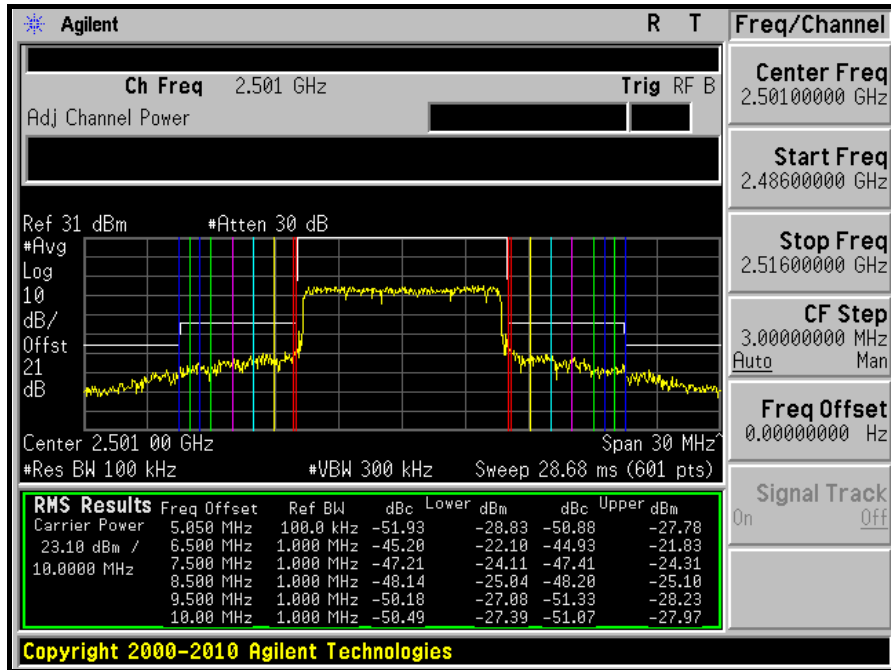 Agilent R T Freq/Channel
Ch Freq 2.501 GHz Trig RF B
Adj Channel Power
Center Freq
2.50100000 GHz
Start Freq
2.48600000 GHz
Stop Freq
2.51600000 GHz
CF Step
3.00000000 MHz
Auto Man
Freq Offset
0.00000000 Hz
Signal Track
On Off
Ref 31 dBm #Atten 30 dB
#Avg
Log
10
dB/
Offst
21
dB
Center 2.501 00 GHz Span 30 MHz^
#Res BW 100 kHz #VBW 300 kHz Sweep 28.68 ms (601 pts)
RMS Results Freq Offset Ref BW dBc Lower dBm dBc Upper dBm
Carrier Power 5.050 MHz 100.0 kHz -51.93 -28.83 -50.88 -27.78
23.10 dBm / 6.500 MHz 1.000 MHz -45.20 -22.10 -44.93 -21.83
10.0000 MHz 7.500 MHz 1.000 MHz -47.21 -24.11 -47.41 -24.31
8.500 MHz 1.000 MHz -48.14 -25.04 -48.20 -25.10
9.500 MHz 1.000 MHz -50.18 -27.08 -51.33 -28.23
10.00 MHz 1.000 MHz -50.49 -27.39 -51.07 -27.97
Copyright 2000-2010 Agilent Technologies